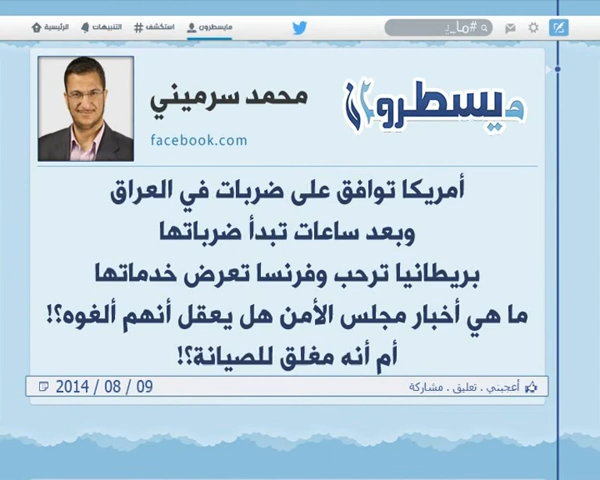 الرئيسية
التنبيهات
# استكشف
مايسطرون
#ما_
محمد سرميني
مايسطرون
facebook.com
أمريكا توافق على ضربات في العراق
وبعد ساعات تبدأ ضرباتها
بريطانيا ترحب وفرنسا تعرض خدماتها
ما هي أخبار مجلس الأمن هل يعقل أنهم ألغوه؟!
أم أنه مغلق للصيانة؟!
أعجبني . تعليق . مشاركة
2014 / 08 / 09